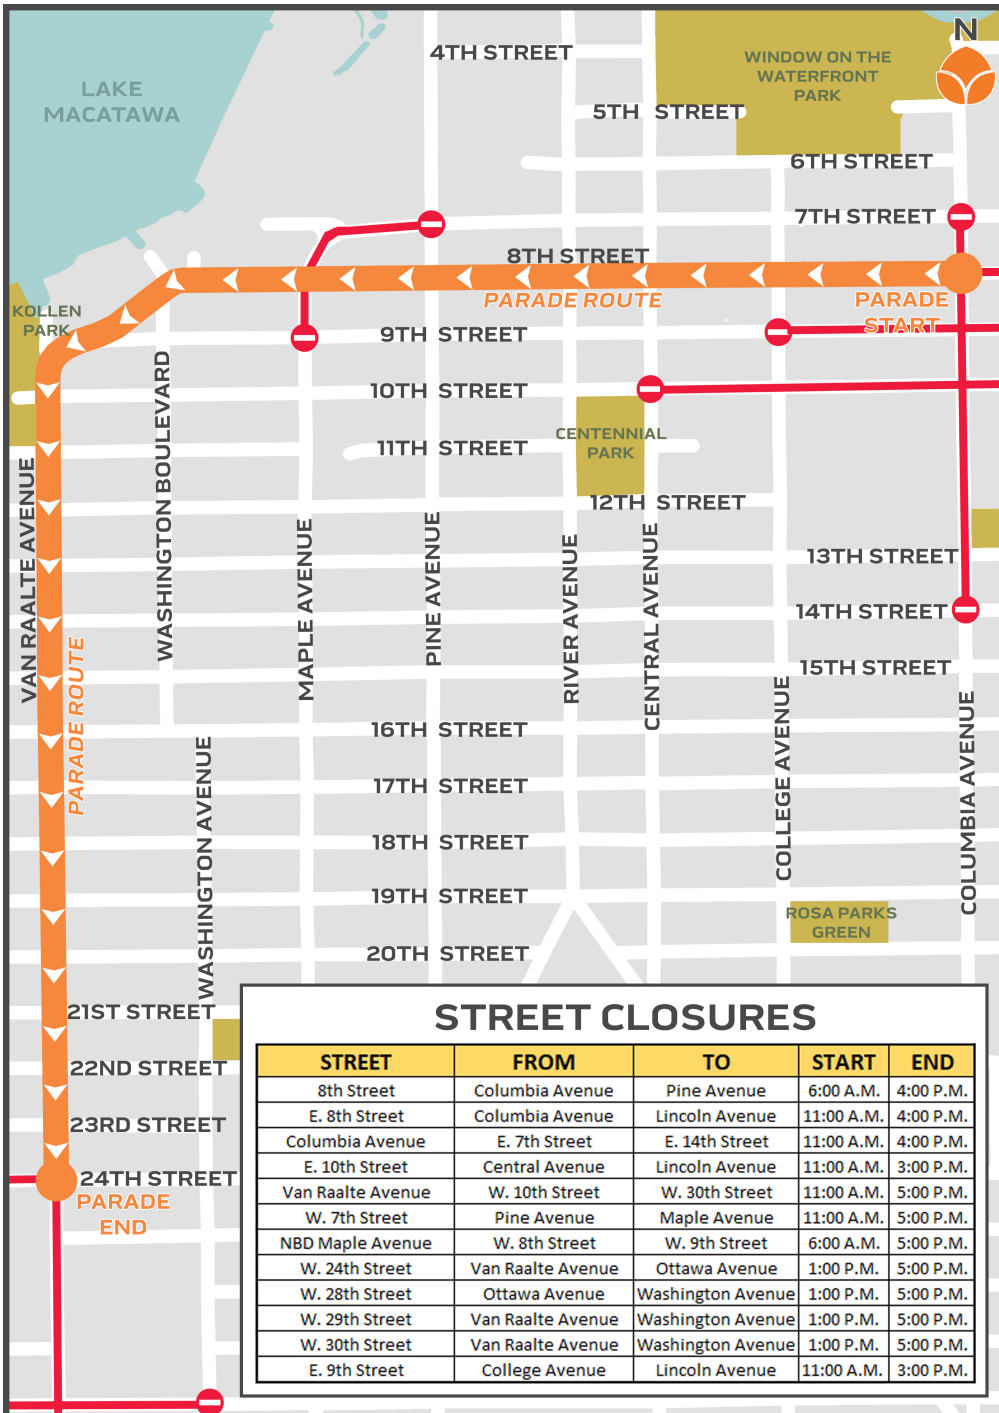 N
LAKE
MACATAWA
4TH STREET
WINDOW ON THE
WATERFRONT
PARK
5TH STREET
6TH STREET
7TH STREET
8TH STREET
PARADE ROUTE
PARADE
START
KOLLEN
PARK
9TH STREET
10TH STREET
CENTENNIAL
PARK
11TH STREET
12TH STREET
13TH STREET
14TH STREET
15TH STREET
VAN RAALTE AVENUE
WASHINGTON BOULEVARD
MAPLE AVENUE
PINE AVENUE
RIVER AVENUE
CENTRAL AVENUE
COLLEGE AVENUE
COLUMBIA AVENUE
PARADE ROUTE
16TH STREET
17TH STREET
18TH STREET
19TH STREET
WASHINGTON AVENUE
ROSA PARKS
GREEN
20TH STREET
21ST STREET
22ND STREET
23RD STREET
24TH STREET
PARADE
END
STREET CLOSURES
STREET FROM TO START END
8th Street Columbia Avenue Pine Avenue 6:00 A.M. 4:00 P.M.
E. 8th Street Columbia Avenue Lincoln Avenue 11:00 A.M. 4:00 P.M.
Columbia Avenue E. 7th Street E. 14th Street 11:00 A.M. 4:00 P.M.
E. 10th Street Central Avenue Lincoln Avenue 11:00 A.M. 3:00 P.M.
Van Raalte Avenue W. 10th Street W. 30th Street 11:00 A.M. 5:00 P.M.
W. 7th Street Pine Avenue Maple Avenue 11:00 A.M. 5:00 P.M.
NBD Maple Avenue W. 8th Street W. 9th Street 6:00 A.M. 5:00 P.M.
W. 24th Street Van Raalte Avenue Ottawa Avenue 1:00 P.M. 5:00 P.M.
W. 28th Street Ottawa Avenue Washington Avenue 1:00 P.M. 5:00 P.M.
W. 29th Street Van Raalte Avenue Washington Avenue 1:00 P.M. 5:00 P.M.
W. 30th Street Van Raalte Avenue Washington Avenue 1:00 P.M. 5:00 P.M.
E. 9th Street College Avenue Lincoln Avenue 11:00 A.M. 3:00 P.M.